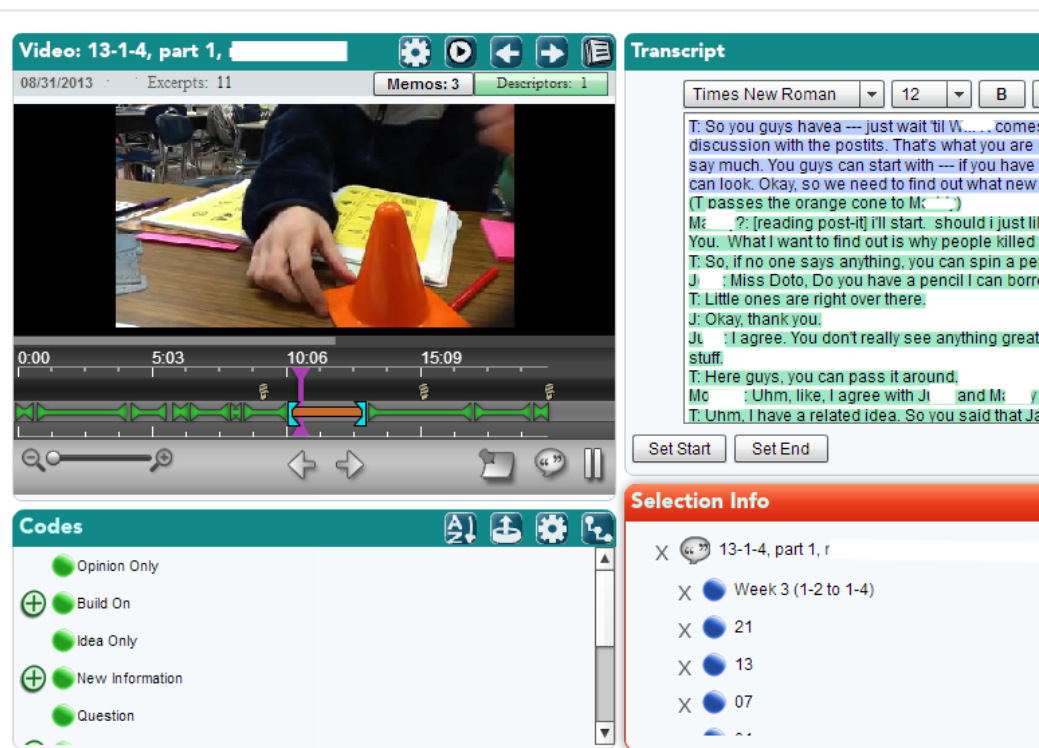 Video: 13-1-4, part 1,
08/31/2013 Excerpts: 11 Memos: 3 Descriptors: 1
0:00 5:03 10:06 15:09
Codes
Opinion Only
Build On
Idea Only
New Information
Question
Transcript
Times New Roman 12 B
T: So you guys havea --- just wait 'til comes
discussion with the postits. That's what you are
say much. You guys can start with --- if you have
can look. Okay, so we need to find out what new
(T passes the orange cone to
?: [reading post-it] i'll start. should i just
You. What I want to find out is why people killed
T: So, if no one says anything, you can spin a
: Miss Doto, Do you have a pencil I can
T: Little ones are right over there.
J: Okay, thank you.
: I agree. You don't really see anything great
stuff.
T: Here guys, you can pass it around.
: Uhm, like, I agree with and
T: Uhm, I have a related idea. So you said that
Set Start Set End
Selection Info
X 13-1-4, part 1,
X Week 3 (1-2 to 1-4)
X 21
X 13
X 07